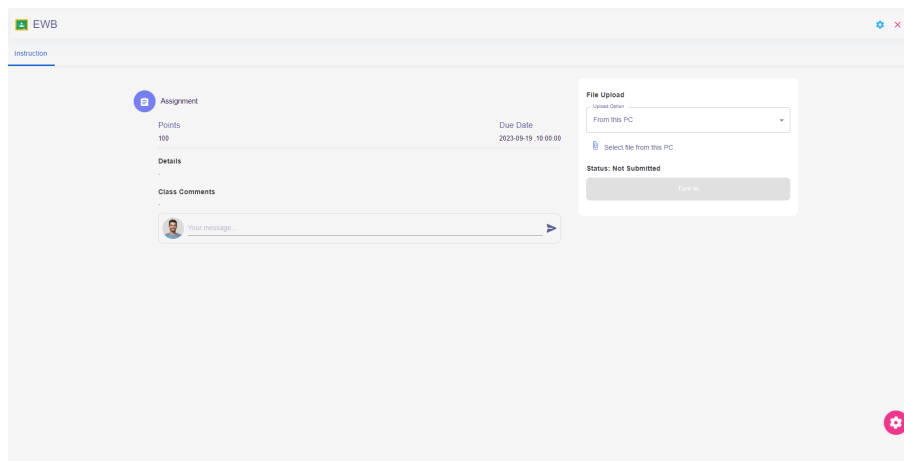 EWB
Instruction
Assignment
Points
100
Due Date
2023-09-19 ,10:00:00
Details
.
Class Comments
.
Your message...
File Upload
Upload Option
From this PC
Select file from this PC
Status: Not Submitted
Turn in